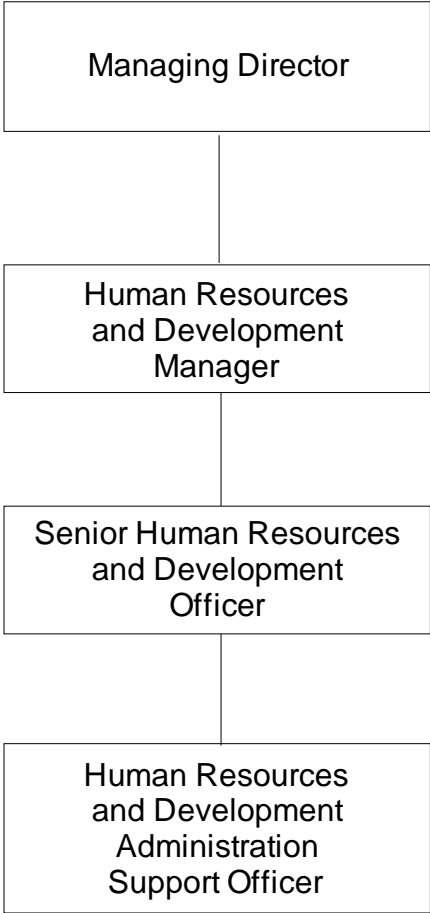 Managing Director
Human Resources
and Development
Manager
Senior Human Resources
and Development
Officer
Human Resources
and Development
Administration
Support Officer